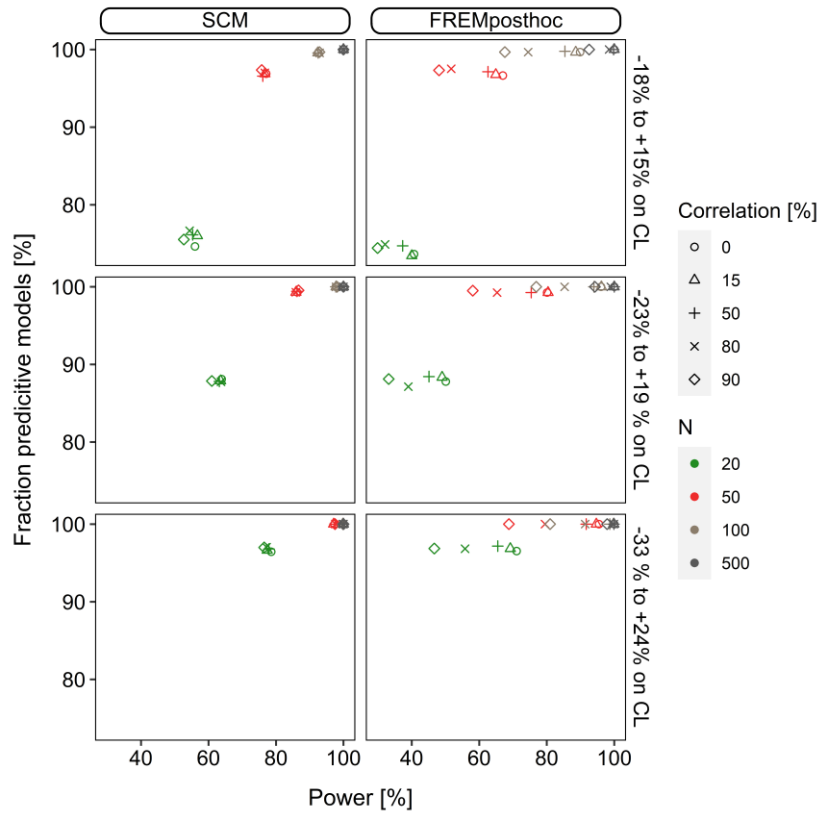 SCM
FREMposthoc
100
90
80
-18% to +15% on CL
100
90
80
-23% to +19 % on CL
100
90
80
-33 % to +24% on CL
Fraction predicitive models [%]
40
60
80
100
40
60
80
100
Power [%]
Correlation [%]
0
15
50
80
90
N
20
50
100
500